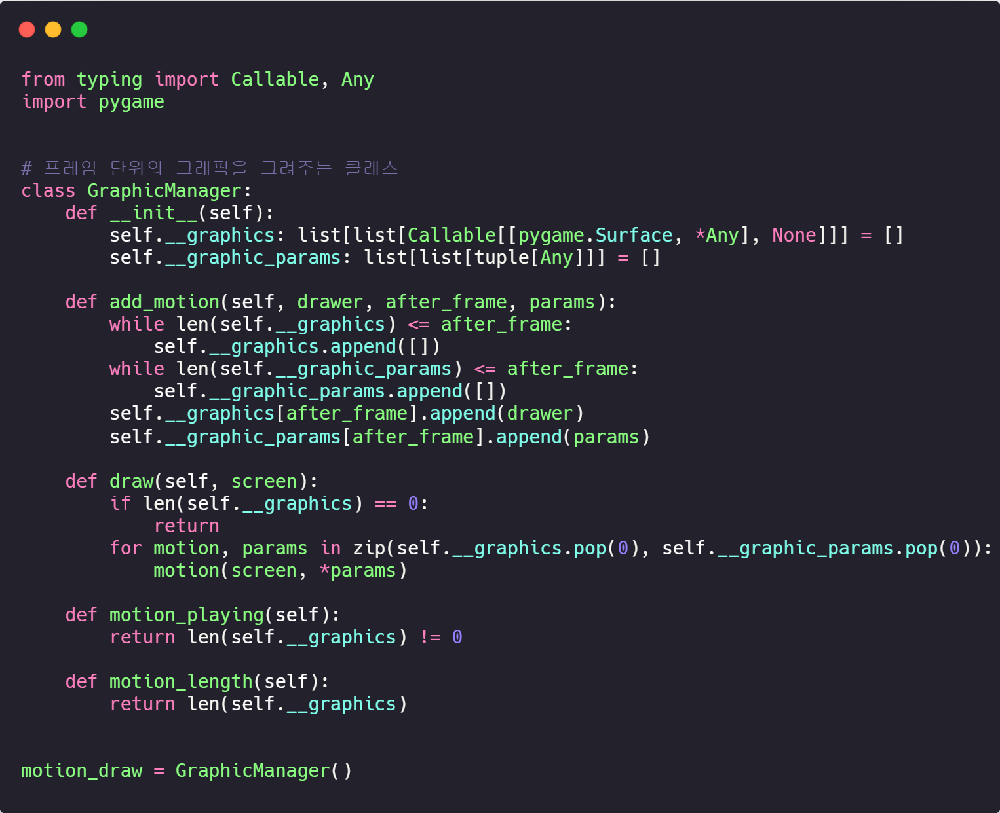 from typing import Callable, Any
import pygame
# 프레임 단위의 그래픽을 그려주는 클래스
class GraphicManager:
    def __init__(self):
        self.__graphics: list[list[Callable[[pygame.Surface, *Any], None]]] = []
        self.__graphic_params: list[list[tuple[Any]]] = []
    def add_motion(self, drawer, after_frame, params):
        while len(self.__graphics) <= after_frame:
            self.__graphics.append([])
        while len(self.__graphic_params) <= after_frame:
            self.__graphic_params.append([])
        self.__graphics[after_frame].append(drawer)
        self.__graphic_params[after_frame].append(params)
    def draw(self, screen):
        if len(self.__graphics) == 0:
            return
        for motion, params in zip(self.__graphics.pop(0), self.__graphic_params.pop(0)):
            motion(screen, *params)
    def motion_playing(self):
        return len(self.__graphics) != 0
    def motion_length(self):
        return len(self.__graphics)
motion_draw = GraphicManager()